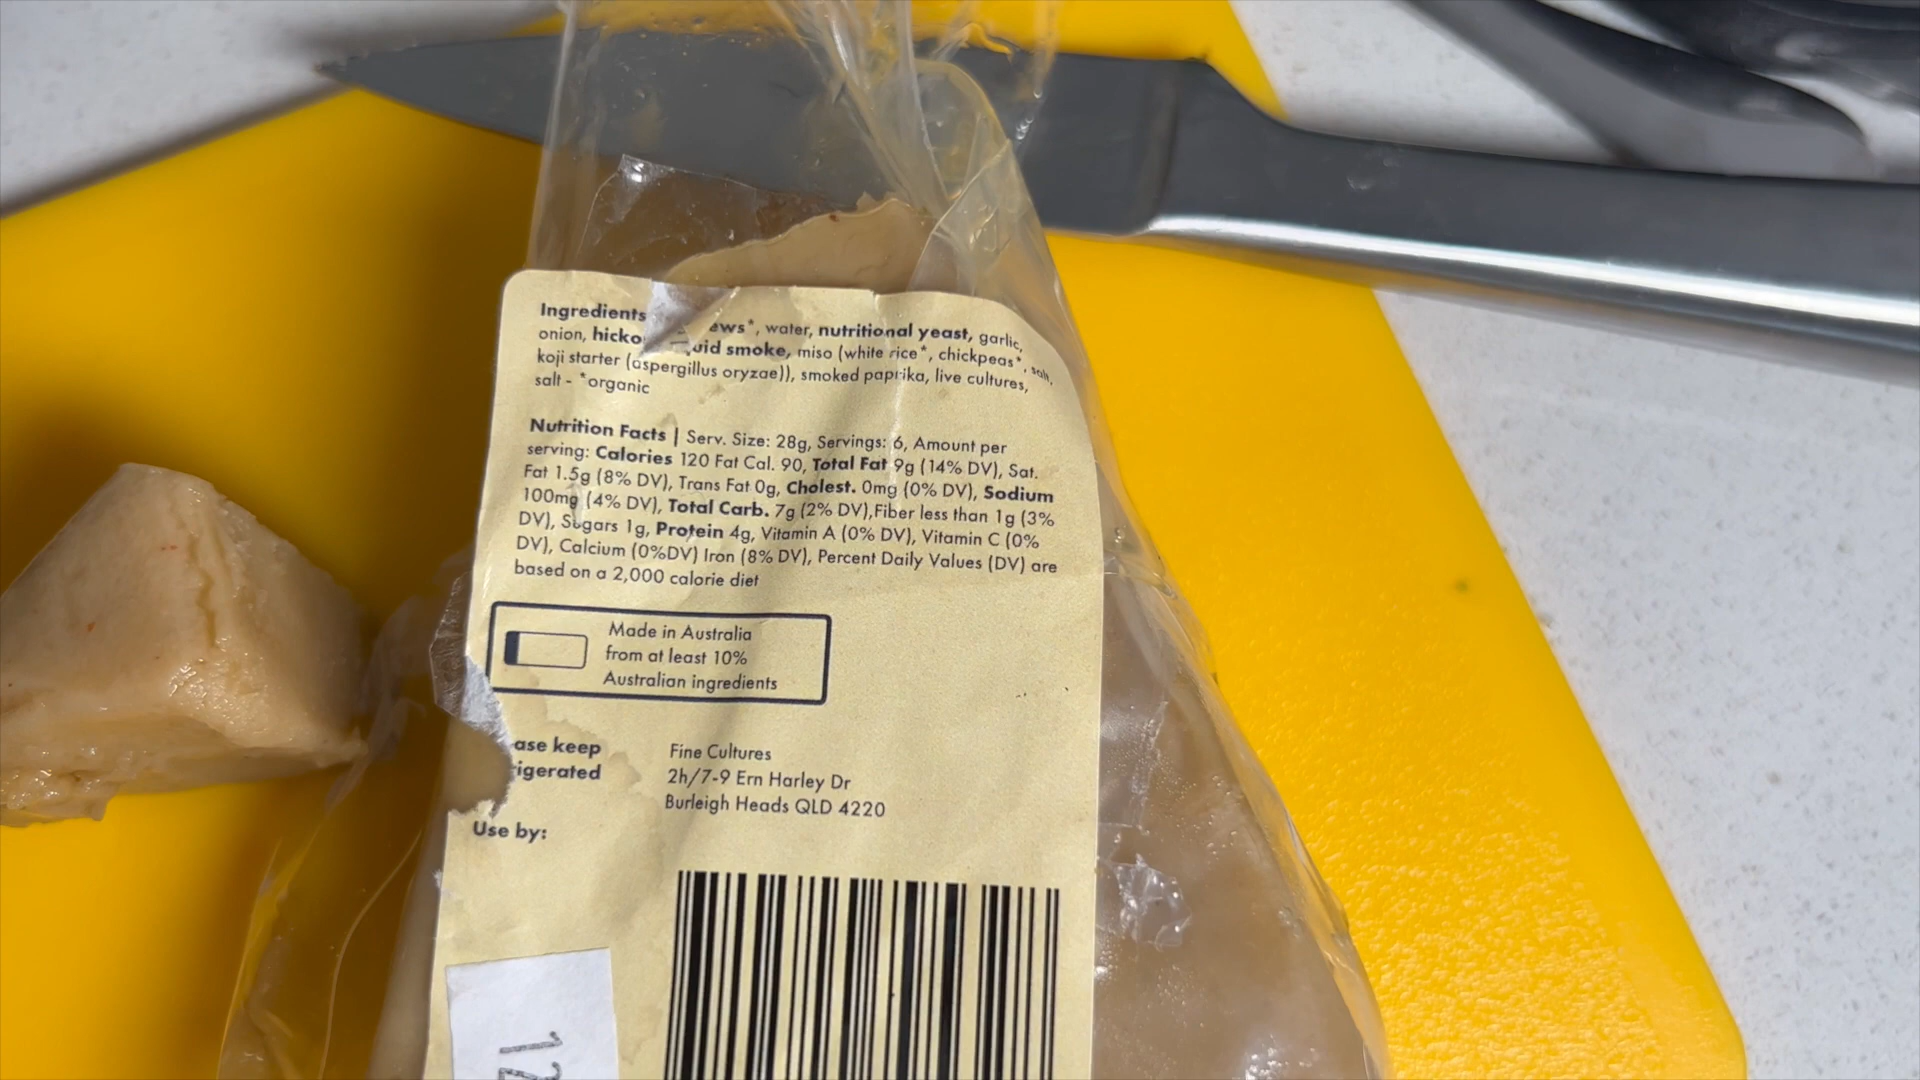 Ingredients ews*, water, nutritional yeast, garlic,
onion, hicko uid smoke, miso (white rice*, chickpeas*, salt,
koji starter (aspergillus oryzae)), smoked paprika, live cultures,
salt - *organic
Nutrition Facts | Serv. Size: 28g, Servings: 6, Amount per
serving: Calories 120 Fat Cal. 90, Total Fat 9g (14% DV), Sat.
Fat 1.5g (8% DV), Trans Fat 0g, Cholest. 0mg (0% DV), Sodium
100mg (4% DV), Total Carb. 7g (2% DV),Fiber less than 1g (3%
DV), Sugars 1g, Protein 4g, Vitamin A (0% DV), Vitamin C (0%
DV), Calcium (0%DV) Iron (8% DV), Percent Daily Values (DV) are
based on a 2,000 calorie diet
Made in Australia
from at least 10%
Australian ingredients
ase keep
rigerated
Fine Cultures
2h/7-9 Ern Harley Dr
Burleigh Heads QLD 4220
Use by:
12